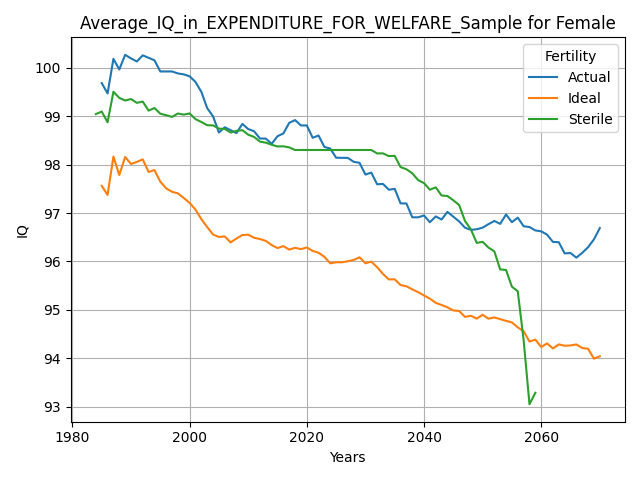 Average_IQ_in_EXPENDITURE_FOR_WELFARE_Sample for Female
Fertility
Actual
Ideal
Sterile
IQ
100
99
98
97
96
95
94
93
1980
2000
2020
2040
2060
Years